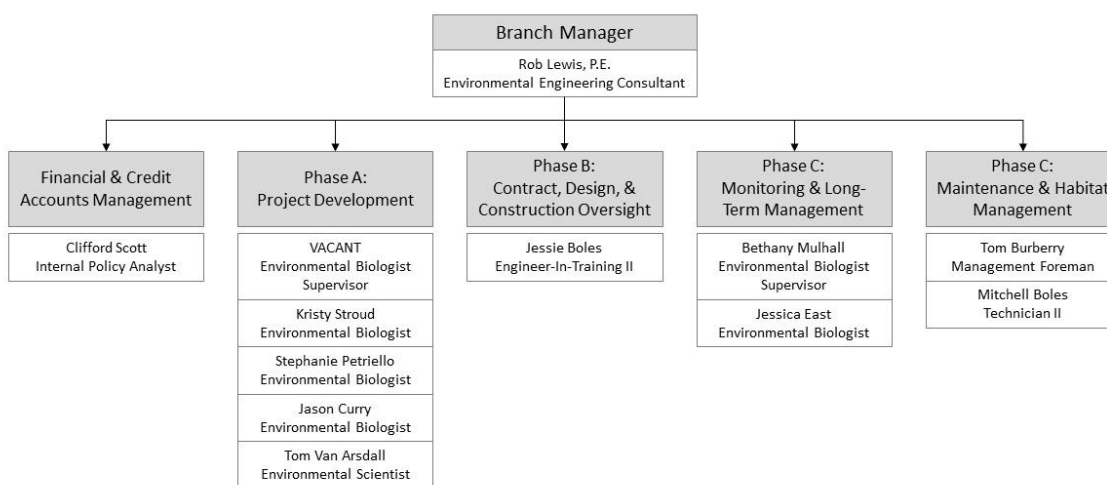 Branch Manager
Rob Lewis, P.E.
Environmental Engineering Consultant
Financial & Credit
Accounts Management
Clifford Scott
Internal Policy Analyst
Phase A:
Project Development
VACANT
Environmental Biologist
Supervisor
Kristy Stroud
Environmental Biologist
Stephanie Petriello
Environmental Biologist
Jason Curry
Environmental Biologist
Tom Van Arsdall
Environmental Scientist
Phase B:
Contract, Design, &
Construction Oversight
Jessie Boles
Engineer-In-Training II
Phase C:
Monitoring & Long-
Term Management
Bethany Mulhall
Environmental Biologist
Supervisor
Jessica East
Environmental Biologist
Phase C:
Maintenance & Habitat
Management
Tom Burberry
Management Foreman
Mitchell Boles
Technician II